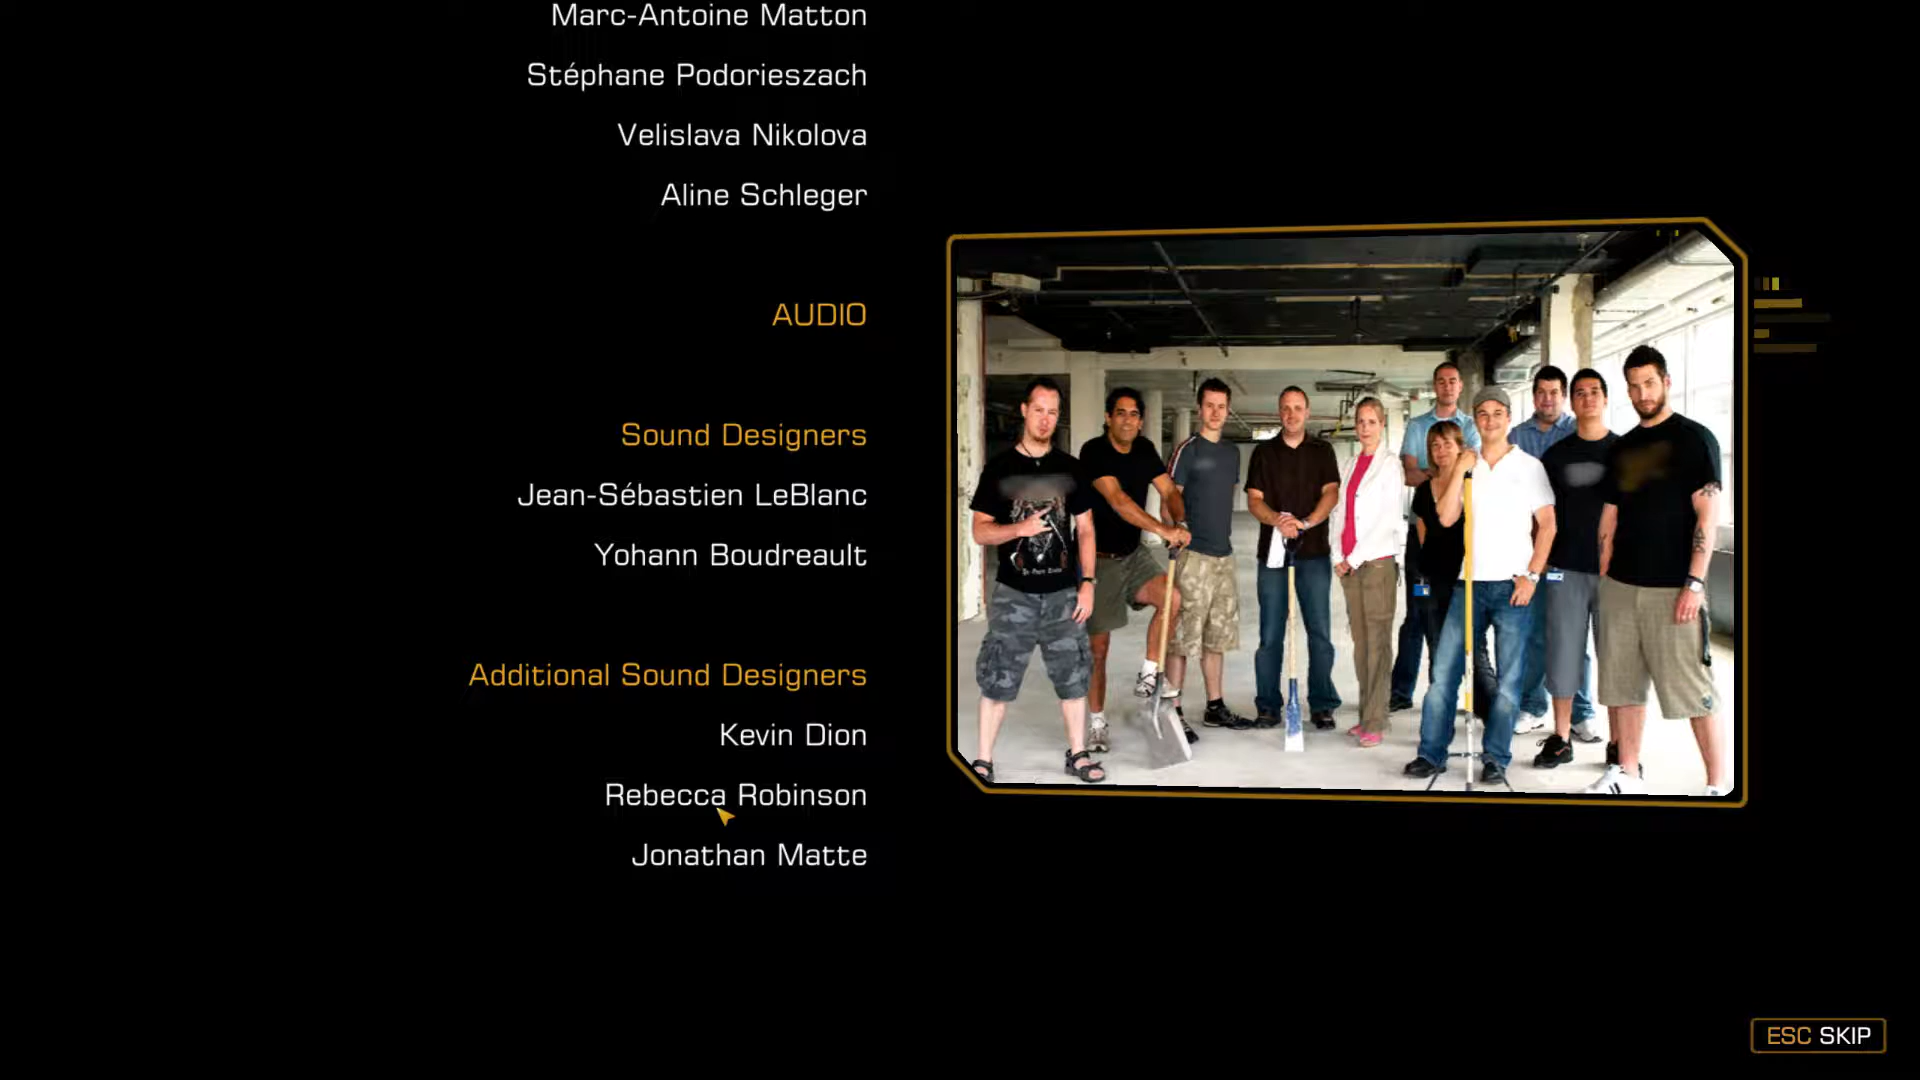 Marc-Antoine Matton
Stéphane Podorieszach
Velislava Nikolova
Aline Schleger
AUDIO
Sound Designers
Jean-Sébastien LeBlanc
Yohann Boudreault
Additional Sound Designers
Kevin Dion
Rebecca Robinson
Jonathan Matte
ESC SKIP